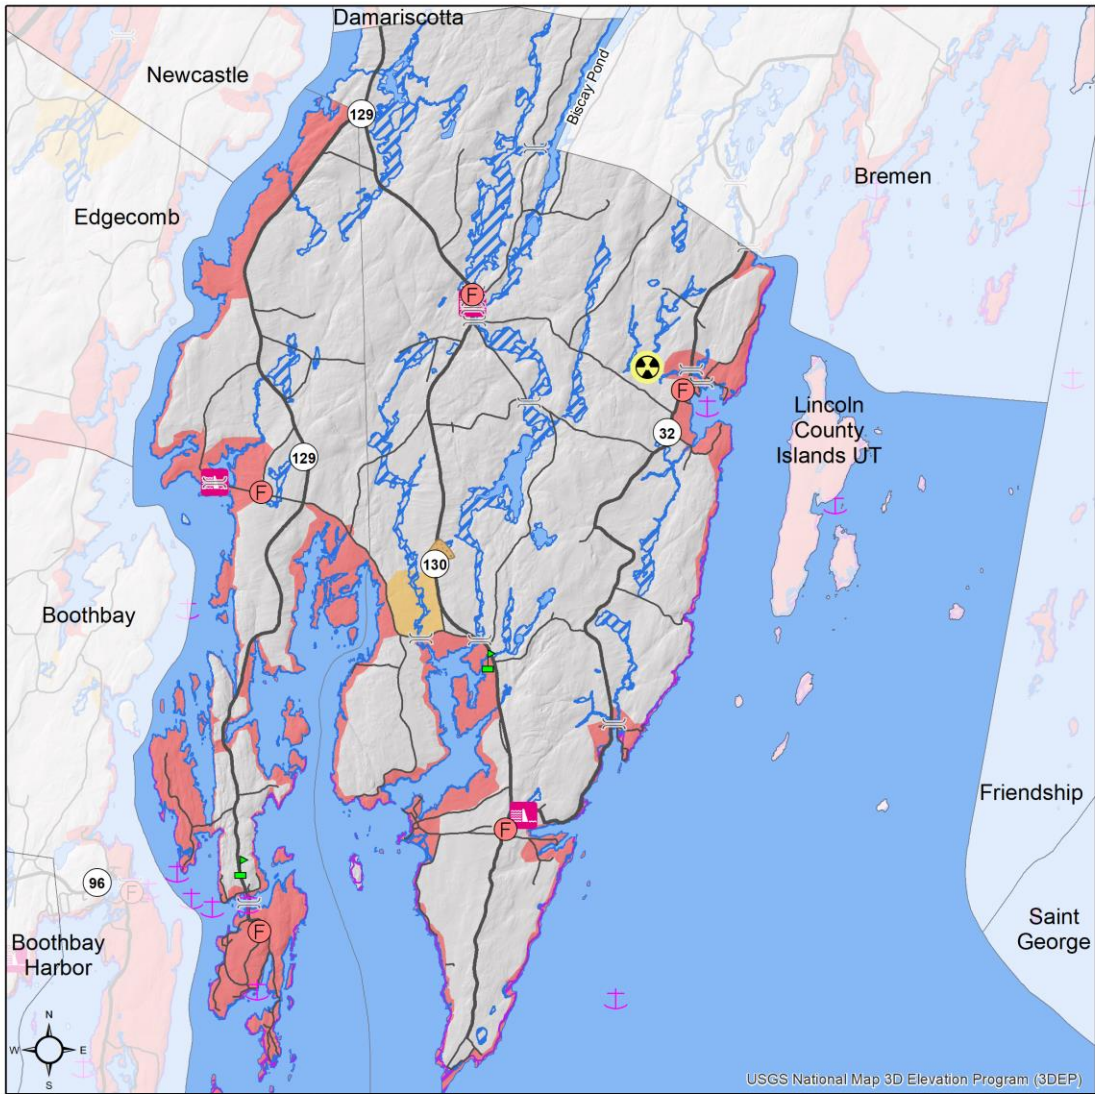 Damariscotta
Newcastle
Biscay Pond
129
Bremen
Edgecomb
F
F
Lincoln
County
Islands UT
32
129
F
130
Boothbay
Friendship
F
96
F
Saint
George
F
Boothbay
Harbor
N
W
E
S
USGS National Map 3D Elevation Program (3DEP)